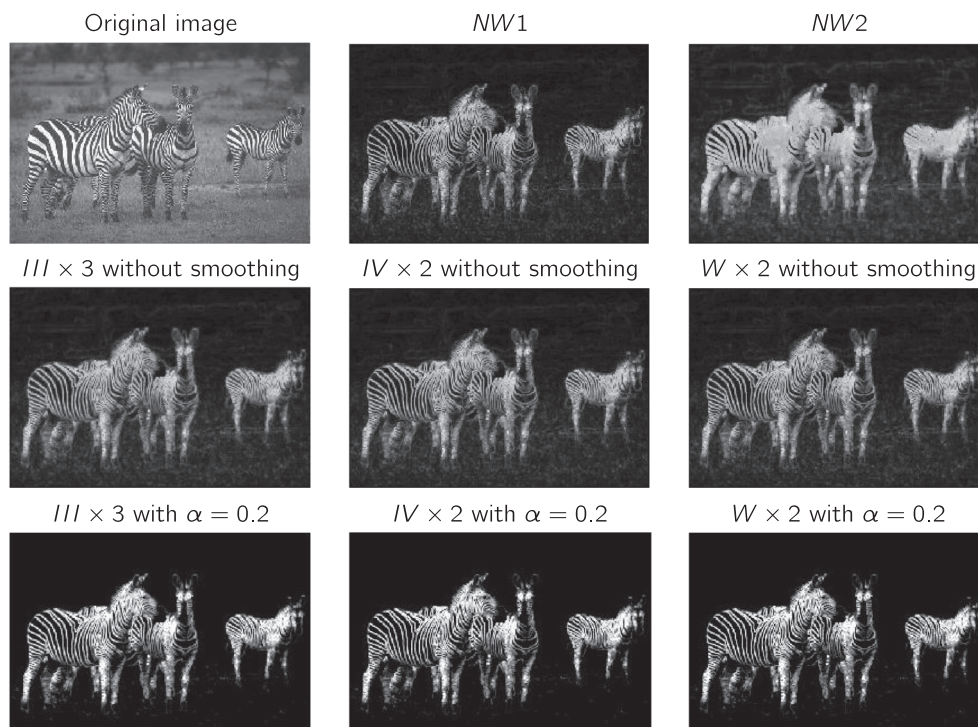 Original image
NW1
NW2
III × 3 without smoothing
IV × 2 without smoothing
W × 2 without smoothing
III × 3 with α = 0.2
IV × 2 with α = 0.2
W × 2 with α = 0.2